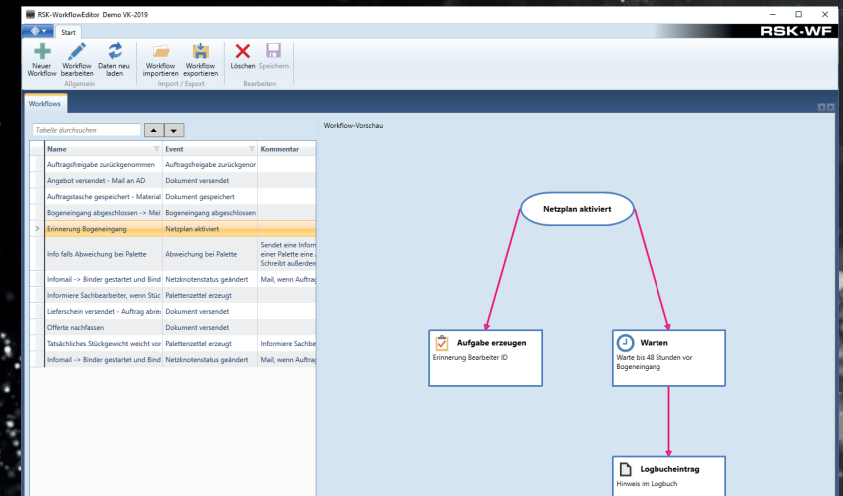 RSK-WorkflowEditor Demo VK-2019
Start
RSK-WF
Neuer Workflow
Workflow bearbeiten
Daten neu laden
Workflow importieren
Workflow exportieren
Löschen
Speichern
Allgemein
Import / Export
Bearbeiten
Workflows
Tabelle durchsuchen
Workflow-Vorschau
Name Event Kommentar
Auftragsfreigabe zurückgenommen Auftragsfreigabe zurückgenor
Angebot versendet - Mail an AD Dokument versendet
Auftragstasche gespeichert - Material Dokument gespeichert
Bogeneingang abgeschlossen -> Mei Bogeneingang abgeschlossen
Erinnerung Bogeneingang Netzplan aktiviert
Info falls Abweichung bei Palette Abweichung bei Palette
Sendet eine Inforn
einer Palette eine
Schreibt außerden
Infomail -> Binder gestartet und Bind Netzknotenstatus geändert Mail, wenn Auftrag
Informiere Sachbearbeiter, wenn Stüc Palettenzettel erzeugt
Lieferschein versendet - Auftrag abre Dokument versendet
Offerte nachfassen Dokument versendet
Tatsächliches Stückgewicht weicht vor Palettenzettel erzeugt Informiere Sachbe
Infomail -> Binder gestartet und Bind Netzknotenstatus geändert Mail, wenn Auftrag
Netzplan aktiviert
Aufgabe erzeugen
Erinnerung Bearbeiter ID
Warten
Warte bis 48 Stunden vor
Bogeneingang
Logbucheintrag
Hinweis im Logbuch